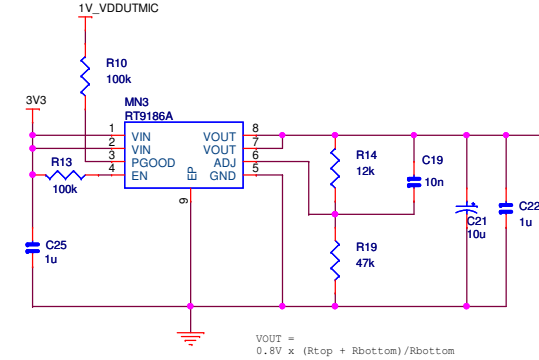 1V_VDDUTMIC
R10
100k
3V3
MN3
RT9186A
1 VIN VOUT 8
2 VIN VOUT 7
3 PGOOD ADJ 6
4 EN GND 5
EP
9
R13
100k
R14
12k
C19
10n
R19
47k
C21
10u
C22
1u
C25
1u
VOUT =
0.8V x (Rtop + Rbottom)/Rbottom